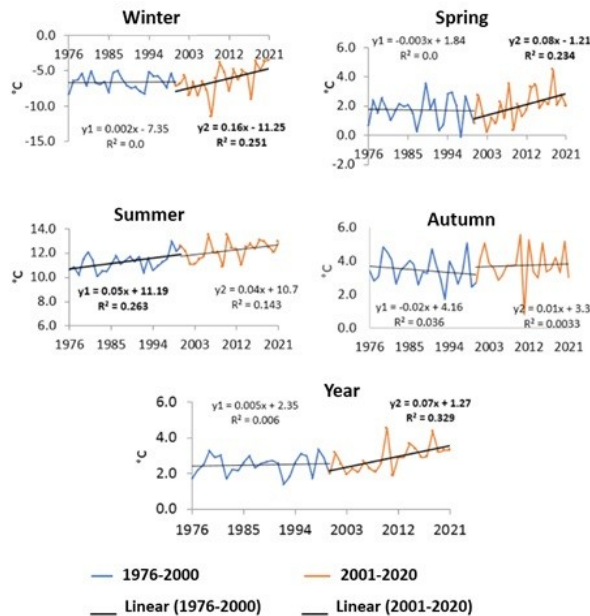 Winter
0.0
-5.0
-10.0
-15.0
°C
1976 1985 1994 2003 2012 2021
y1 = 0.002x - 7.35
R² = 0.0
y2 = 0.16x - 11.25
R² = 0.251
Spring
6.0
4.0
2.0
0.0
-2.0
°C
y1 = -0.003x + 1.84
R² = 0.0
y2 = 0.08x - 1.21
R² = 0.234
1976 1985 1994 2003 2012 2021
Summer
14.0
12.0
10.0
8.0
6.0
°C
y1 = 0.05x + 11.19
R² = 0.263
y2 = 0.04x + 10.7
R² = 0.143
1976 1985 1994 2003 2012 2021
Autumn
6.0
4.0
2.0
0.0
°C
y1 = -0.02x + 4.16
R² = 0.036
y2 = 0.01x + 3.3
R² = 0.0033
1976 1985 1994 2003 2012 2021
Year
6.0
4.0
2.0
0.0
°C
y1 = 0.005x + 2.35
R² = 0.006
y2 = 0.07x + 1.27
R² = 0.329
1976 1985 1994 2003 2012 2021
1976-2000
2001-2020
Linear (1976-2000)
Linear (2001-2020)